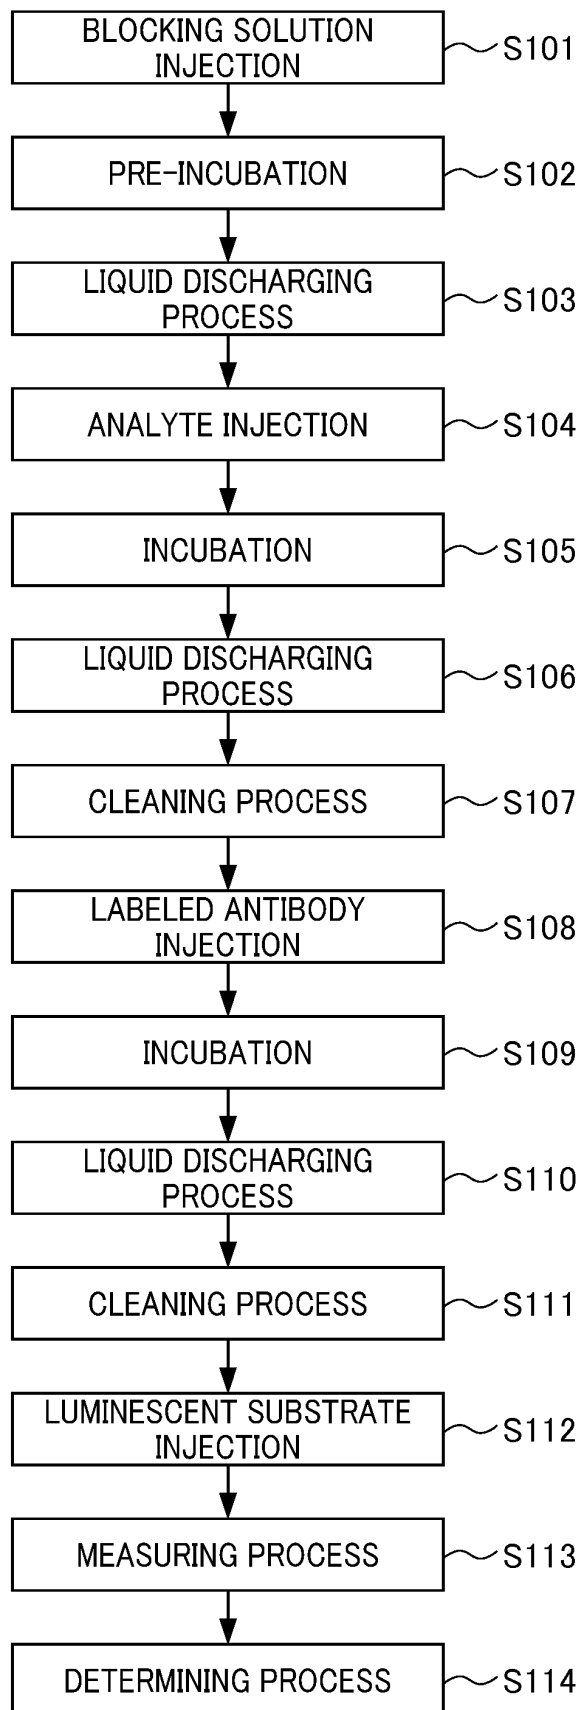 BLOCKING SOLUTION
INJECTION
S101
PRE-INCUBATION
S102
LIQUID DISCHARGING
PROCESS
S103
ANALYTE INJECTION
S104
INCUBATION
S105
LIQUID DISCHARGING
PROCESS
S106
CLEANING PROCESS
S107
LABELED ANTIBODY
INJECTION
S108
INCUBATION
S109
LIQUID DISCHARGING
PROCESS
S110
CLEANING PROCESS
S111
LUMINESCENT SUBSTRATE
INJECTION
S112
MEASURING PROCESS
S113
DETERMINING PROCESS
S114